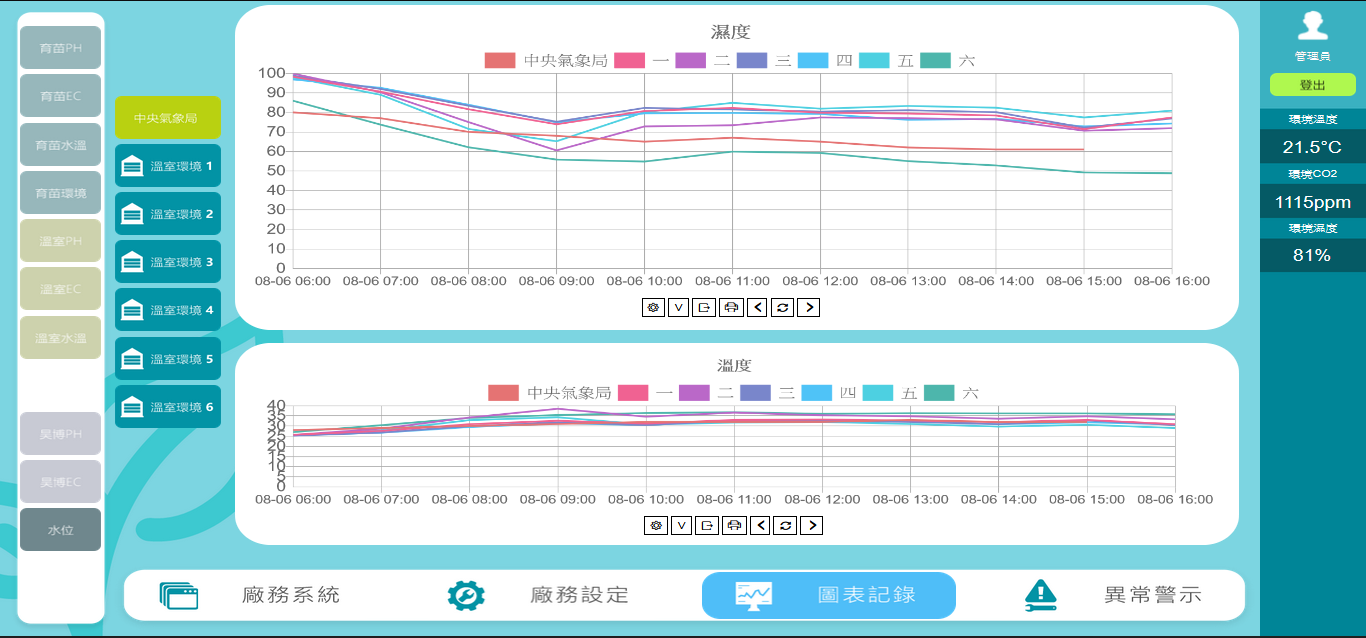 育苗PH
育苗EC
育苗水溫
育苗環境
溫室PH
溫室EC
溫室水溫
吳博PH
吳博EC
水位
中央氣象局
溫室環境 1
溫室環境 2
溫室環境 3
溫室環境 4
溫室環境 5
溫室環境 6
濕度
中央氣象局 一 二 三 四 五 六
100
90
80
70
60
50
40
30
20
10
0
08-06 06:00 08-06 07:00 08-06 08:00 08-06 09:00 08-06 10:00 08-06 11:00 08-06 12:00 08-06 13:00 08-06 14:00 08-06 15:00 08-06 16:00
V
溫度
中央氣象局 一 二 三 四 五 六
40
35
30
25
20
15
10
5
0
08-06 06:00 08-06 07:00 08-06 08:00 08-06 09:00 08-06 10:00 08-06 11:00 08-06 12:00 08-06 13:00 08-06 14:00 08-06 15:00 08-06 16:00
V
廠務系統
廠務設定
圖表記錄
異常警示
管理員
登出
環境溫度
21.5°C
環境CO2
1115ppm
環境濕度
81%